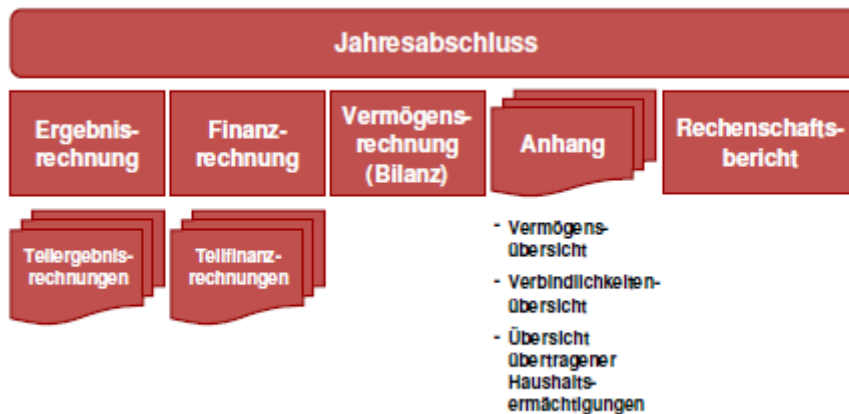 Jahresabschluss
Ergebnis-
rechnung
Finanz-
rechnung
Vermögens-
rechnung
(Bilanz)
Anhang
Rechenschafts-
bericht
Teilergebnis-
rechnungen
Teilfinanz-
rechnungen
- Vermögens-
übersicht
- Verbindlichkeiten-
übersicht
- Übersicht
übertragener
Haushalts-
ermächtigungen